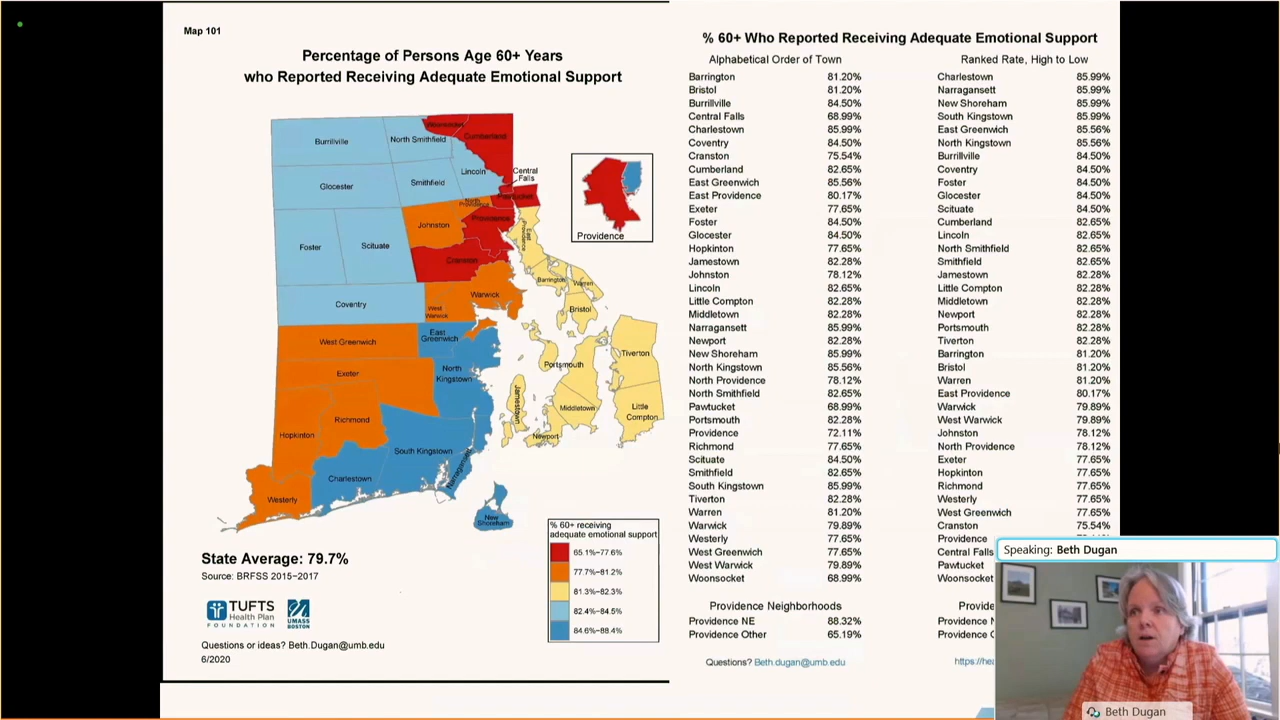 Map 101
Percentage of Persons Age 60+ Years
who Reported Receiving Adequate Emotional Support
Woonsocket
Cumberland
Burrillville
North Smithfield
Lincoln
Central
Falls
Glocester
Smithfield
Pawtucket
North
Providence
Johnston
Providence
East
Providence
Foster
Scituate
Cranston
Providence
Barrington
Warren
Coventry
West
Warwick
Warwick
Bristol
West Greenwich
East
Greenwich
Exeter
North
Kingstown
Portsmouth
Tiverton
Jamestown
Middletown
Little
Compton
Richmond
Hopkinton
Newport
South Kingstown
Narragansett
Charlestown
Westerly
New
Shoreham
State Average: 79.7%
Source: BRFSS 2015-2017
TUFTS
Health Plan
FOUNDATION
UMASS
BOSTON
Questions or ideas? Beth.Dugan@umb.edu
6/2020
% 60+ receiving
adequate emotional support
65.1%-77.6%
77.7%-81.2%
81.3%-82.3%
82.4%-84.5%
84.6%-88.4%
% 60+ Who Reported Receiving Adequate Emotional Support
Alphabetical Order of Town
Barrington 81.20%
Bristol 81.20%
Burrillville 84.50%
Central Falls 68.99%
Charlestown 85.99%
Coventry 84.50%
Cranston 75.54%
Cumberland 82.65%
East Greenwich 85.56%
East Providence 80.17%
Exeter 77.65%
Foster 84.50%
Glocester 84.50%
Hopkinton 77.65%
Jamestown 82.28%
Johnston 78.12%
Lincoln 82.65%
Little Compton 82.28%
Middletown 82.28%
Narragansett 85.99%
Newport 82.28%
New Shoreham 85.99%
North Kingstown 85.56%
North Providence 78.12%
North Smithfield 82.65%
Pawtucket 68.99%
Portsmouth 82.28%
Providence 72.11%
Richmond 77.65%
Scituate 84.50%
Smithfield 82.65%
South Kingstown 85.99%
Tiverton 82.28%
Warren 81.20%
Warwick 79.89%
Westerly 77.65%
West Greenwich 77.65%
West Warwick 79.89%
Woonsocket 68.99%
Providence Neighborhoods
Providence NE 88.32%
Providence Other 65.19%
Questions? Beth.dugan@umb.edu
Ranked Rate, High to Low
Charlestown 85.99%
Narragansett 85.99%
New Shoreham 85.99%
South Kingstown 85.99%
East Greenwich 85.56%
North Kingstown 85.56%
Burrillville 84.50%
Coventry 84.50%
Foster 84.50%
Glocester 84.50%
Scituate 84.50%
Cumberland 82.65%
Lincoln 82.65%
North Smithfield 82.65%
Smithfield 82.65%
Jamestown 82.28%
Little Compton 82.28%
Middletown 82.28%
Newport 82.28%
Portsmouth 82.28%
Tiverton 82.28%
Barrington 81.20%
Bristol 81.20%
Warren 81.20%
East Providence 80.17%
Warwick 79.89%
West Warwick 79.89%
Johnston 78.12%
North Providence 78.12%
Exeter 77.65%
Hopkinton 77.65%
Richmond 77.65%
Westerly 77.65%
West Greenwich 77.65%
Cranston 75.54%
Providence
Central Falls
Pawtucket
Woonsocket
Provide
Providence
Providence
https://hea
Speaking: Beth Dugan
Beth Dugan